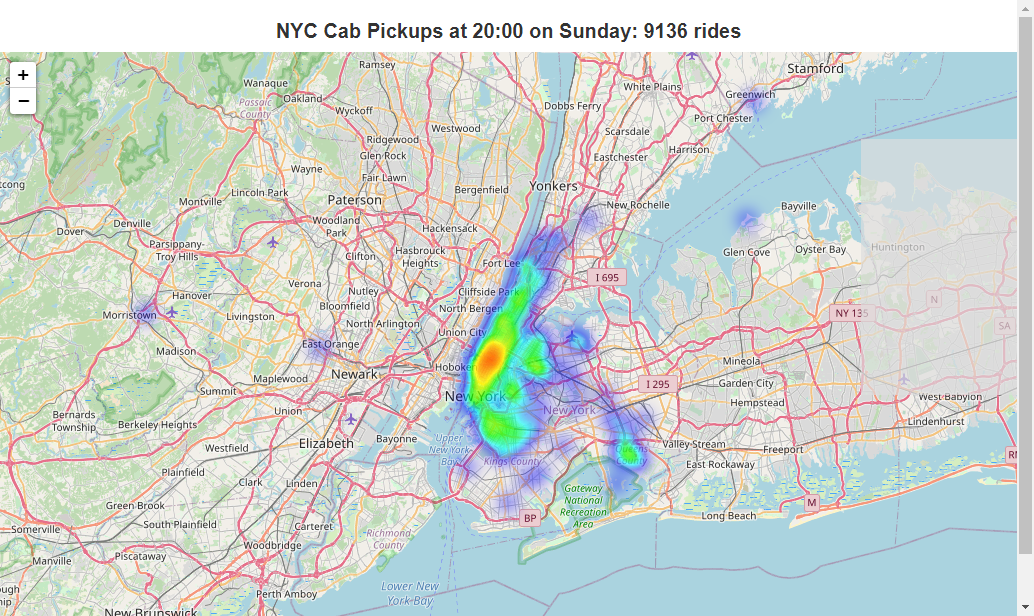 NYC Cab Pickups at 20:00 on Sunday: 9136 rides
+
−
Ramsey
Stamford
Wanaque
White Plains
Greenwich
Oakland
Passaic
County
Wyckoff
Dobbs Ferry
Port Chester
Westwood
Scarsdale
Ridgewood
Harrison
Glen Rock
Eastchester
Wayne
Fair Lawn
Lincoln Park
Bergenfield
Yonkers
Montville
Paterson
New Rochelle
Bayville
Denville
Woodland
Park
Hackensack
Dover
Parsippany-
Troy Hills
Clifton
Hasbrouck
Heights
Fort Lee
Glen Cove
Oyster Bay
Huntington
I 695
Verona
Nutley
Cliffside Park
Hanover
Bloomfield
North Bergen
N
Morristown
Livingston
North Arlington
Union City
NY 135
SA
East Orange
Madison
Newark
Hoboken
Mineola
Maplewood
I 295
Garden City
Summit
New York
West Babylon
Bernards
Township
Union
New York
Hempstead
Berkeley Heights
Lindenhurst
Elizabeth
Bayonne
Upper
New York
Bay
Westfield
Kings County
Queens
County
Valley Stream
Freeport
East Rockaway
Plainfield
Clark
Linden
Gateway
National
Recreation
Area
Green Brook
M
South Plainfield
BP
Long Beach
Somerville
Carteret
Richmond
County
Woodbridge
Piscataway
Manville
Perth Amboy
Lower New
York Bay
New Brunswick